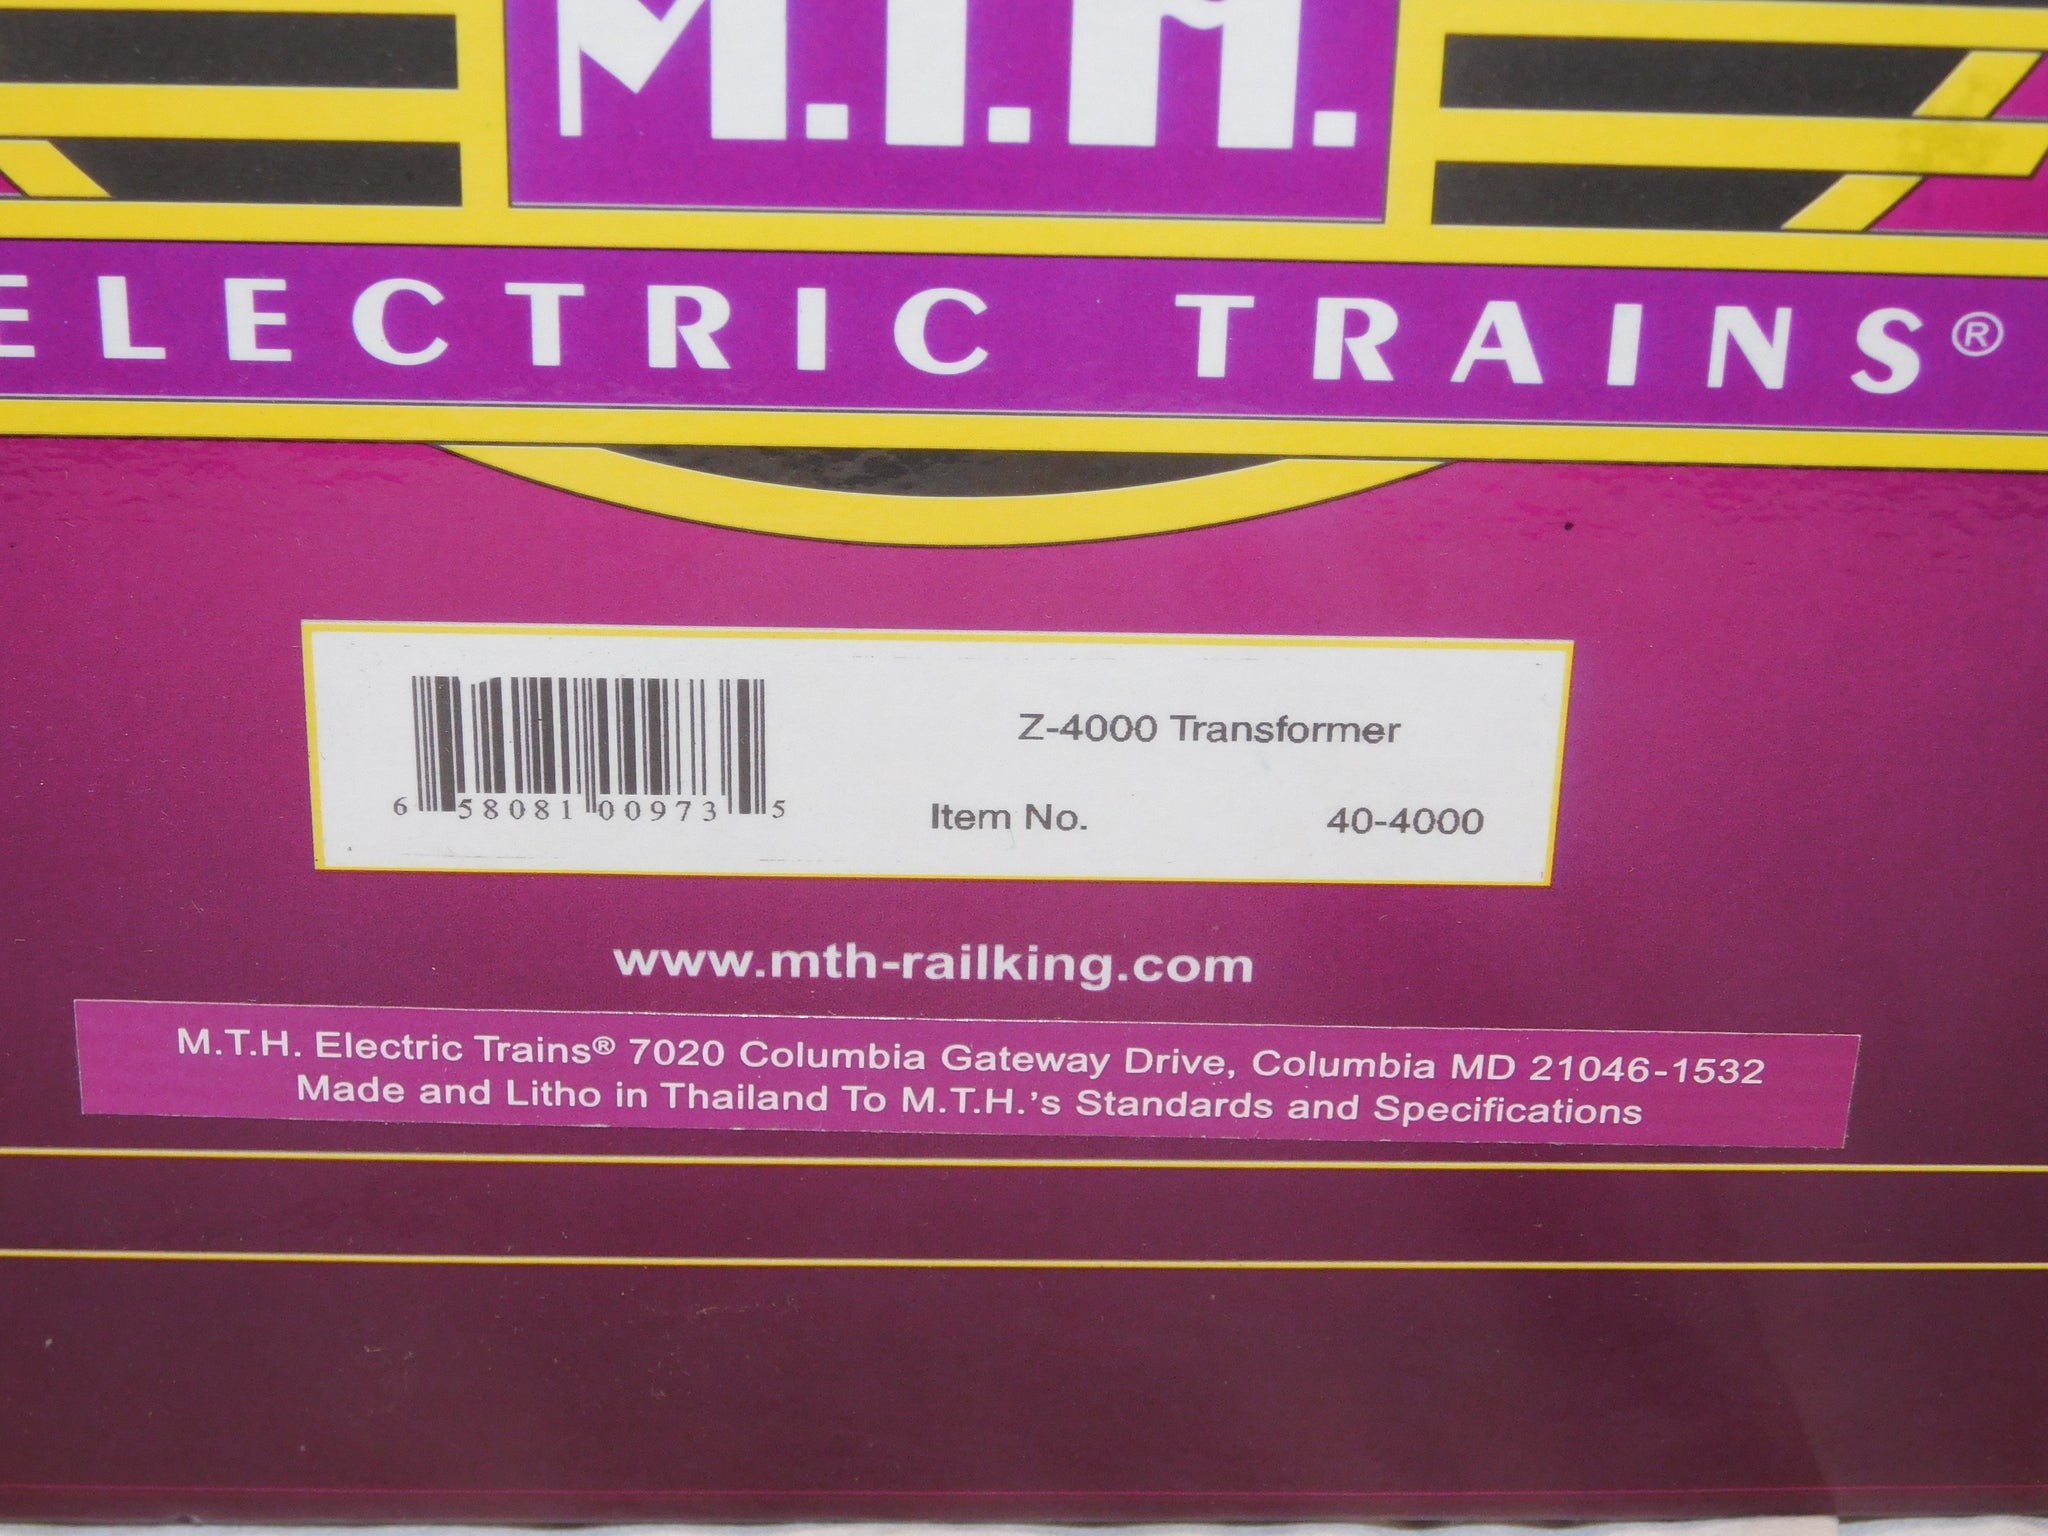 M.T.H.
ELECTRIC TRAINS®
Z-4000 Transformer
6 58081 00973 5
Item No. 40-4000
www.mth-railking.com
M.T.H. Electric Trains® 7020 Columbia Gateway Drive, Columbia MD 21046-1532
Made and Litho in Thailand To M.T.H.'s Standards and Specifications